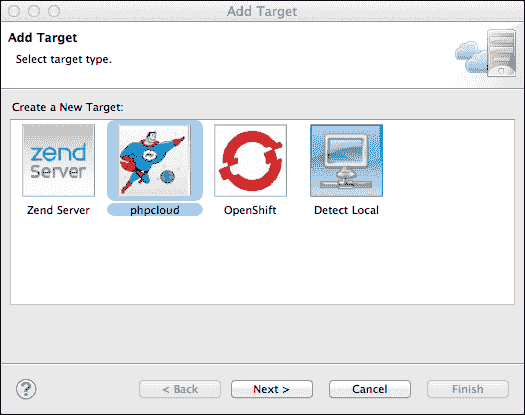 Add Target
Add Target
Select target type.
Create a New Target:
zend
Server
Zend Server
phpcloud
OpenShift
Detect Local
?
< Back
Next >
Cancel
Finish